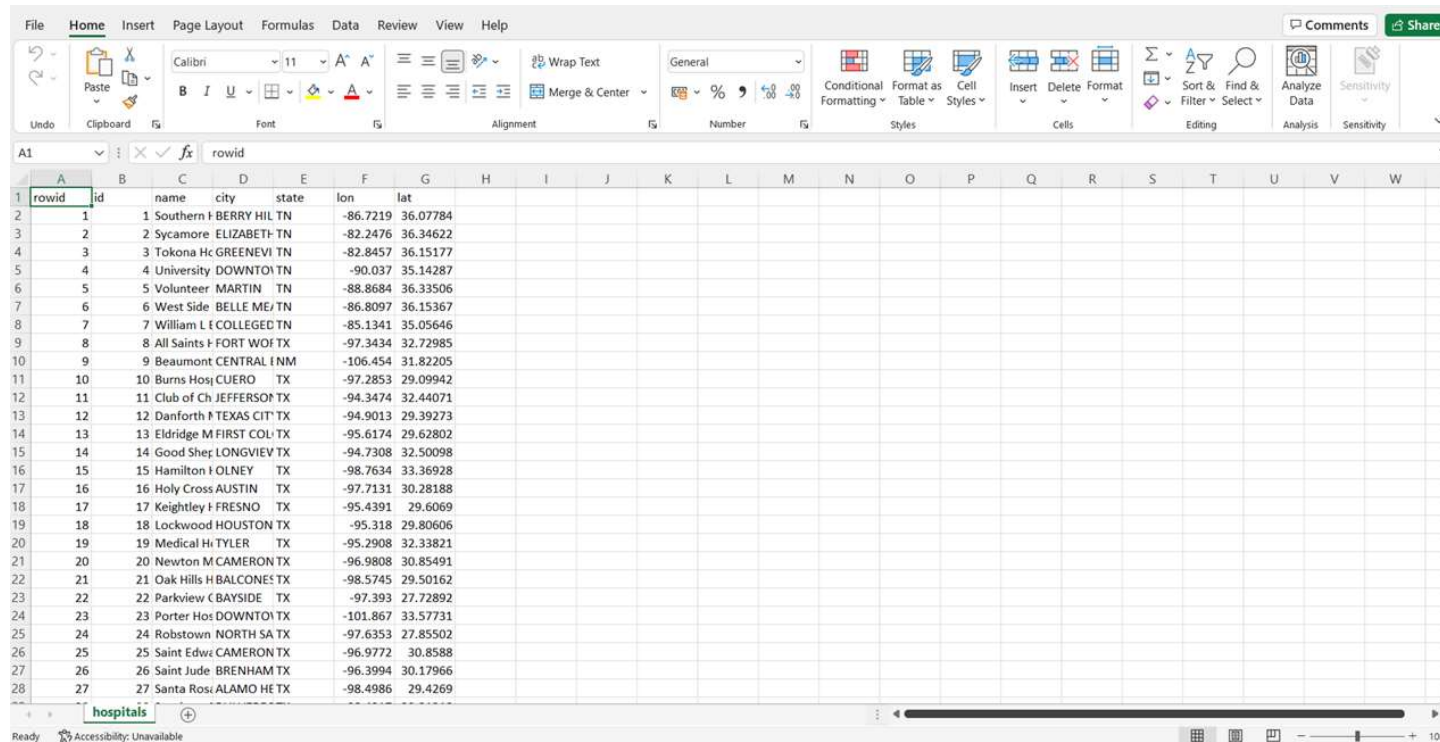 File Home Insert Page Layout Formulas Data Review View Help Comments Share
Paste
Calibri 11 A^ A˅
Wrap Text
General
B I U A
Merge & Center
% 9
Conditional Formatting
Format as Table
Cell Styles
Insert Delete Format
Sort & Filter
Find & Select
Analyze Data
Sensitivity
Undo Clipboard Font Alignment Number Styles Cells Editing Analysis Sensitivity
A1 fx rowid
A B C D E F G H I J K L M N O P Q R S T U V W
1 rowid id name city state lon lat
2 1 1 Southern BERRY HIL TN -86.7219 36.07784
3 2 2 Sycamore ELIZABETH TN -82.2476 36.34622
4 3 3 Tokona Ho GREENEVI TN -82.8457 36.15177
5 4 4 University DOWNTO TN -90.037 35.14287
6 5 5 Volunteer MARTIN TN -88.8684 36.33506
7 6 6 West Side BELLE ME TN -86.8097 36.15367
8 7 7 William L COLLEGED TN -85.1341 35.05646
9 8 8 All Saints FORT WOR TX -97.3434 32.72985
10 9 9 Beaumont CENTRAL NM -106.454 31.82205
11 10 10 Burns Hosp CUERO TX -97.2853 29.09942
12 11 11 Club of Ch JEFFERSON TX -94.3474 32.44071
13 12 12 Danforth TEXAS CIT TX -94.9013 29.39273
14 13 13 Eldridge M FIRST COL TX -95.6174 29.62802
15 14 14 Good Shep LONGVIEW TX -94.7308 32.50098
16 15 15 Hamilton OLNEY TX -98.7634 33.36928
17 16 16 Holy Cross AUSTIN TX -97.7131 30.28188
18 17 17 Keightley FRESNO TX -95.4391 29.6069
19 18 18 Lockwood HOUSTON TX -95.318 29.80606
20 19 19 Medical TYLER TX -95.2908 32.33821
21 20 20 Newton M CAMERON TX -96.9808 30.85491
22 21 21 Oak Hills H BALCONES TX -98.5745 29.50162
23 22 22 Parkview BAYSIDE TX -97.393 27.72892
24 23 23 Porter Hos DOWNTO TX -101.867 33.57731
25 24 24 Robstown NORTH SA TX -97.6353 27.85502
26 25 25 Saint Edwa CAMERON TX -96.9772 30.8588
27 26 26 Saint Jude BRENHAM TX -96.3994 30.17966
28 27 27 Santa Rosa ALAMO HE TX -98.4986 29.4269
hospitals
Ready Accessibility: Unavailable 10